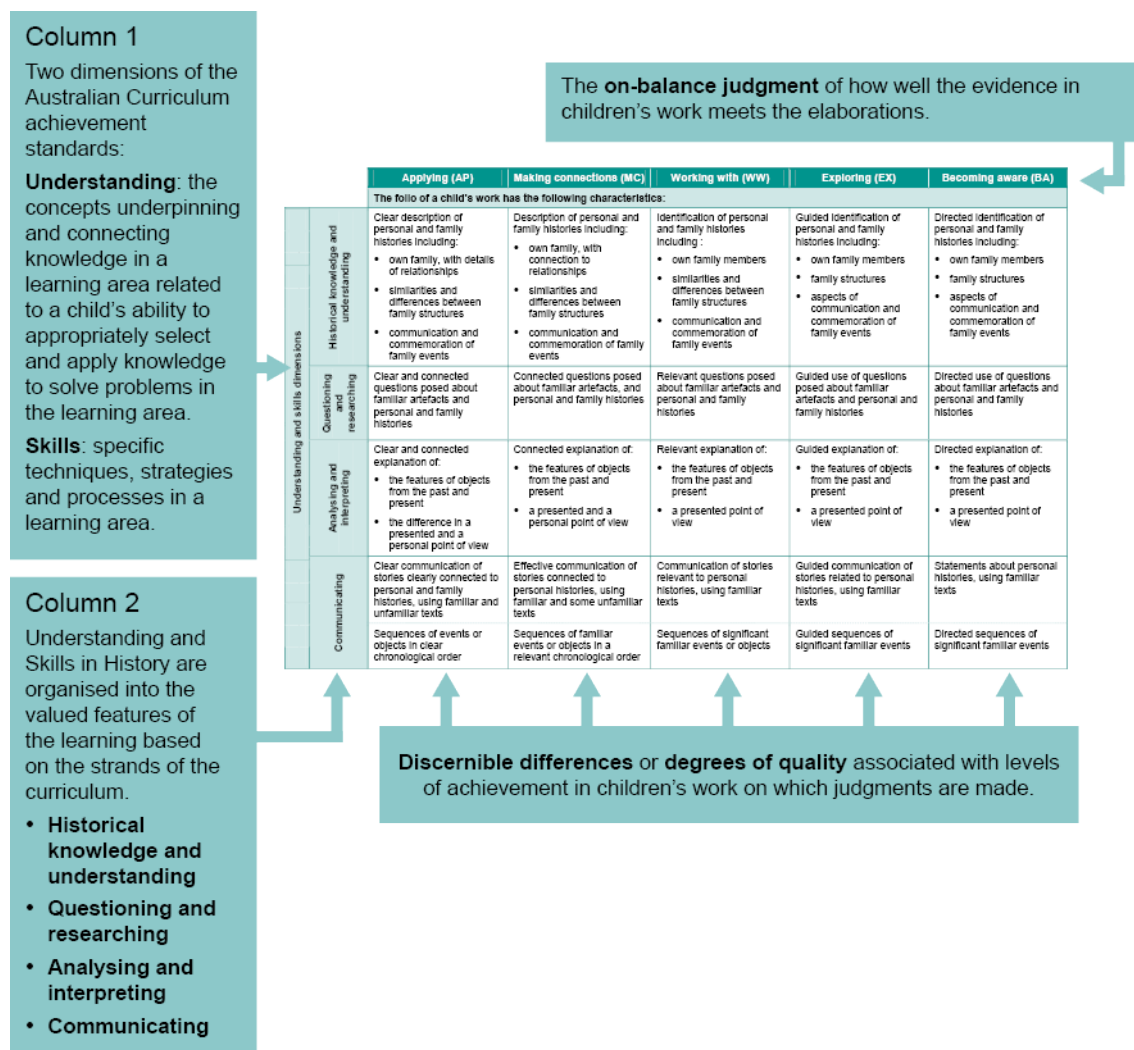 Column 1
Two dimensions of the
Australian Curriculum
achievement
standards:
Understanding: the
concepts underpinning
and connecting
knowledge in a
learning area related
to a child's ability to
appropriately select
and apply knowledge
to solve problems in
the learning area.
Skills: specific
techniques, strategies
and processes in a
learning area.
Column 2
Understanding and
Skills in History are
organised into the
valued features of
the learning based
on the strands of the
curriculum.
• Historical
knowledge and
understanding
• Questioning and
researching
• Analysing and
interpreting
• Communicating
The on-balance judgment of how well the evidence in
children's work meets the elaborations.
Applying (AP)
Making connections (MC)
Working with (WW)
Exploring (EX)
Becoming aware (BA)
The folio of a child's work has the following characteristics:
Understanding and skills dimensions
Historical knowledge and
understanding
Clear description of
personal and family
histories including:
• own family, with details
of relationships
• similarities and
differences between
family structures
• communication and
commemoration of
family events
Description of personal and
family histories including:
• own family, with
connection to
relationships
• similarities and
differences between
family structures
• communication and
commemoration of family
events
Identification of personal
and family histories
including :
• own family members
• similarities and
differences between
family structures
• communication and
commemoration of
family events
Guided identification of
personal and family
histories including:
• own family members
• family structures
• aspects of
communication and
commemoration of
family events
Directed identification of
personal and family
histories including:
• own family members
• family structures
• aspects of
communication and
commemoration of
family events
Questioning
and
researching
Clear and connected
questions posed about
familiar artefacts and
personal and family
histories
Connected questions posed
about familiar artefacts, and
personal and family histories
Relevant questions posed
about familiar artefacts and
personal and family
histories
Guided use of questions
posed about familiar
artefacts and personal and
family histories
Directed use of questions
about familiar artefacts and
personal and family
histories
Analysing and
interpreting
Clear and connected
explanation of:
• the features of objects
from the past and
present
• the difference in a
presented and a
personal point of view
Connected explanation of:
• the features of objects
from the past and
present
• a presented and a
personal point of view
Relevant explanation of:
• the features of objects
from the past and
present
• a presented point of
view
Guided explanation of:
• the features of objects
from the past and
present
• a presented point of
view
Directed explanation of:
• the features of objects
from the past and
present
• a presented point of
view
Communicating
Clear communication of
stories clearly connected to
personal and family
histories, using familiar and
unfamiliar texts
Effective communication of
stories connected to
personal histories, using
familiar and some unfamiliar
texts
Communication of stories
relevant to personal
histories, using familiar
texts
Guided communication of
stories related to personal
histories, using familiar
texts
Statements about personal
histories, using familiar
texts
Sequences of events or
objects in clear
chronological order
Sequences of familiar
events or objects in a
relevant chronological order
Sequences of significant
familiar events or objects
Guided sequences of
significant familiar events
Directed sequences of
significant familiar events
Discernible differences or degrees of quality associated with levels
of achievement in children's work on which judgments are made.